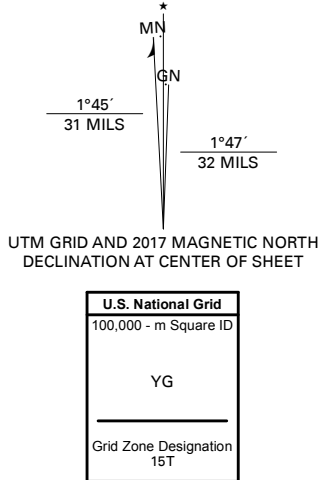 MN
GN
1°45´
31 MILS
1°47´
32 MILS
UTM GRID AND 2017 MAGNETIC NORTH
DECLINATION AT CENTER OF SHEET
U.S. National Grid
100,000 - m Square ID
YG
Grid Zone Designation
15T